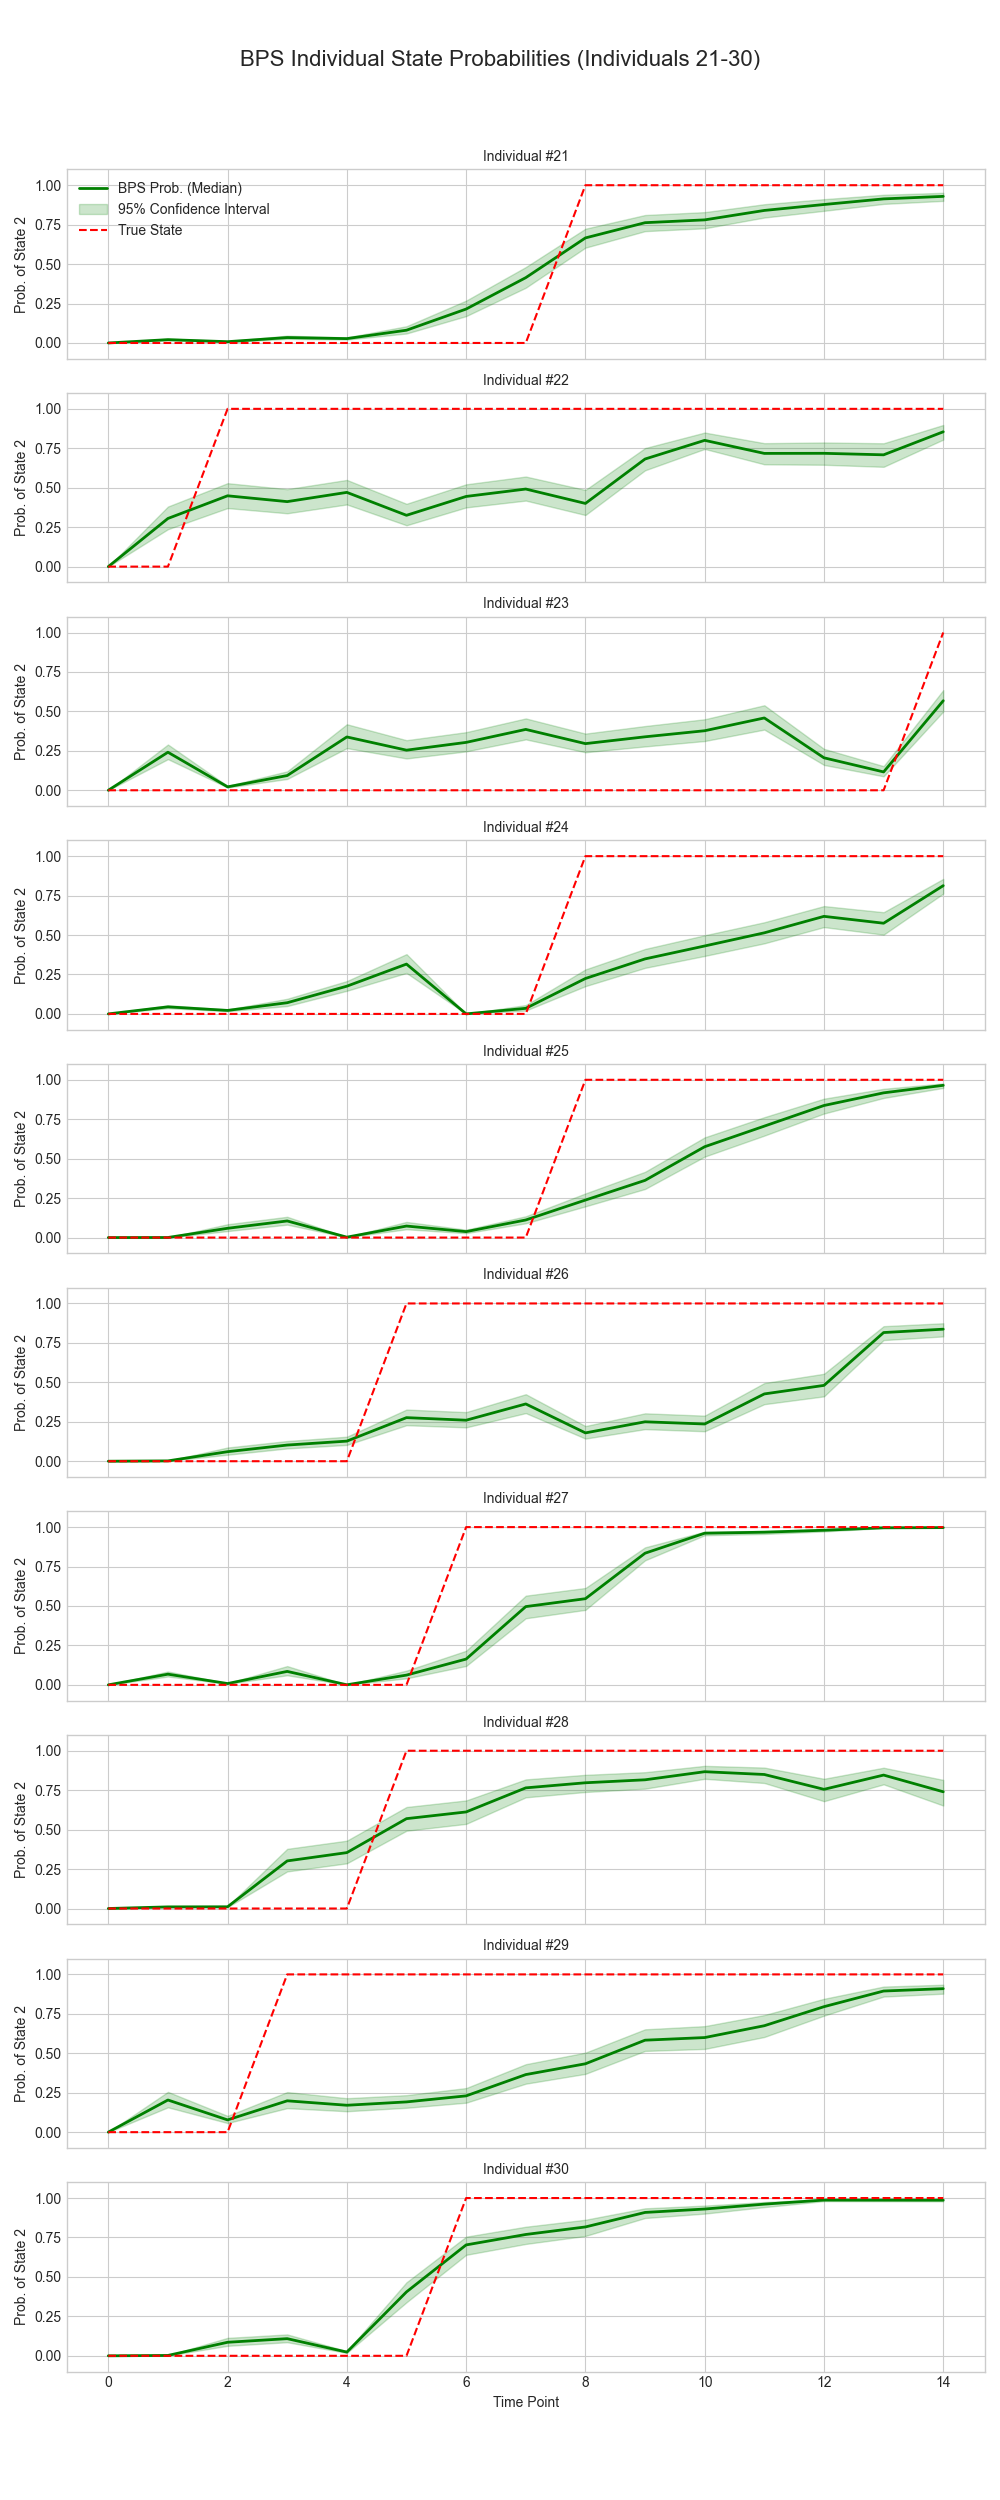 BPS Individual State Probabilities (Individuals 21-30)
Individual #21
Prob. of State 2
1.00
0.75
0.50
0.25
0.00
BPS Prob. (Median)
95% Confidence Interval
True State
Individual #22
Prob. of State 2
1.00
0.75
0.50
0.25
0.00
Individual #23
Prob. of State 2
1.00
0.75
0.50
0.25
0.00
Individual #24
Prob. of State 2
1.00
0.75
0.50
0.25
0.00
Individual #25
Prob. of State 2
1.00
0.75
0.50
0.25
0.00
Individual #26
Prob. of State 2
1.00
0.75
0.50
0.25
0.00
Individual #27
Prob. of State 2
1.00
0.75
0.50
0.25
0.00
Individual #28
Prob. of State 2
1.00
0.75
0.50
0.25
0.00
Individual #29
Prob. of State 2
1.00
0.75
0.50
0.25
0.00
Individual #30
Prob. of State 2
1.00
0.75
0.50
0.25
0.00
0 2 4 6 8 10 12 14
Time Point